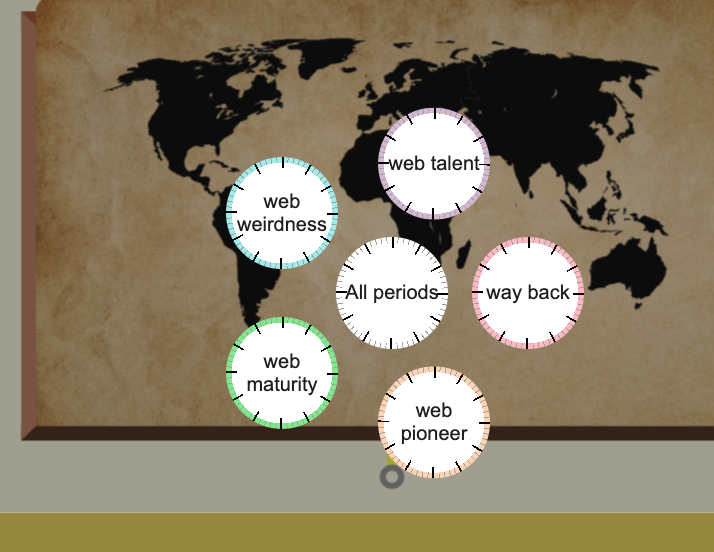 web talent
web
weirdness
All periods
way back
web
maturity
web
pioneer